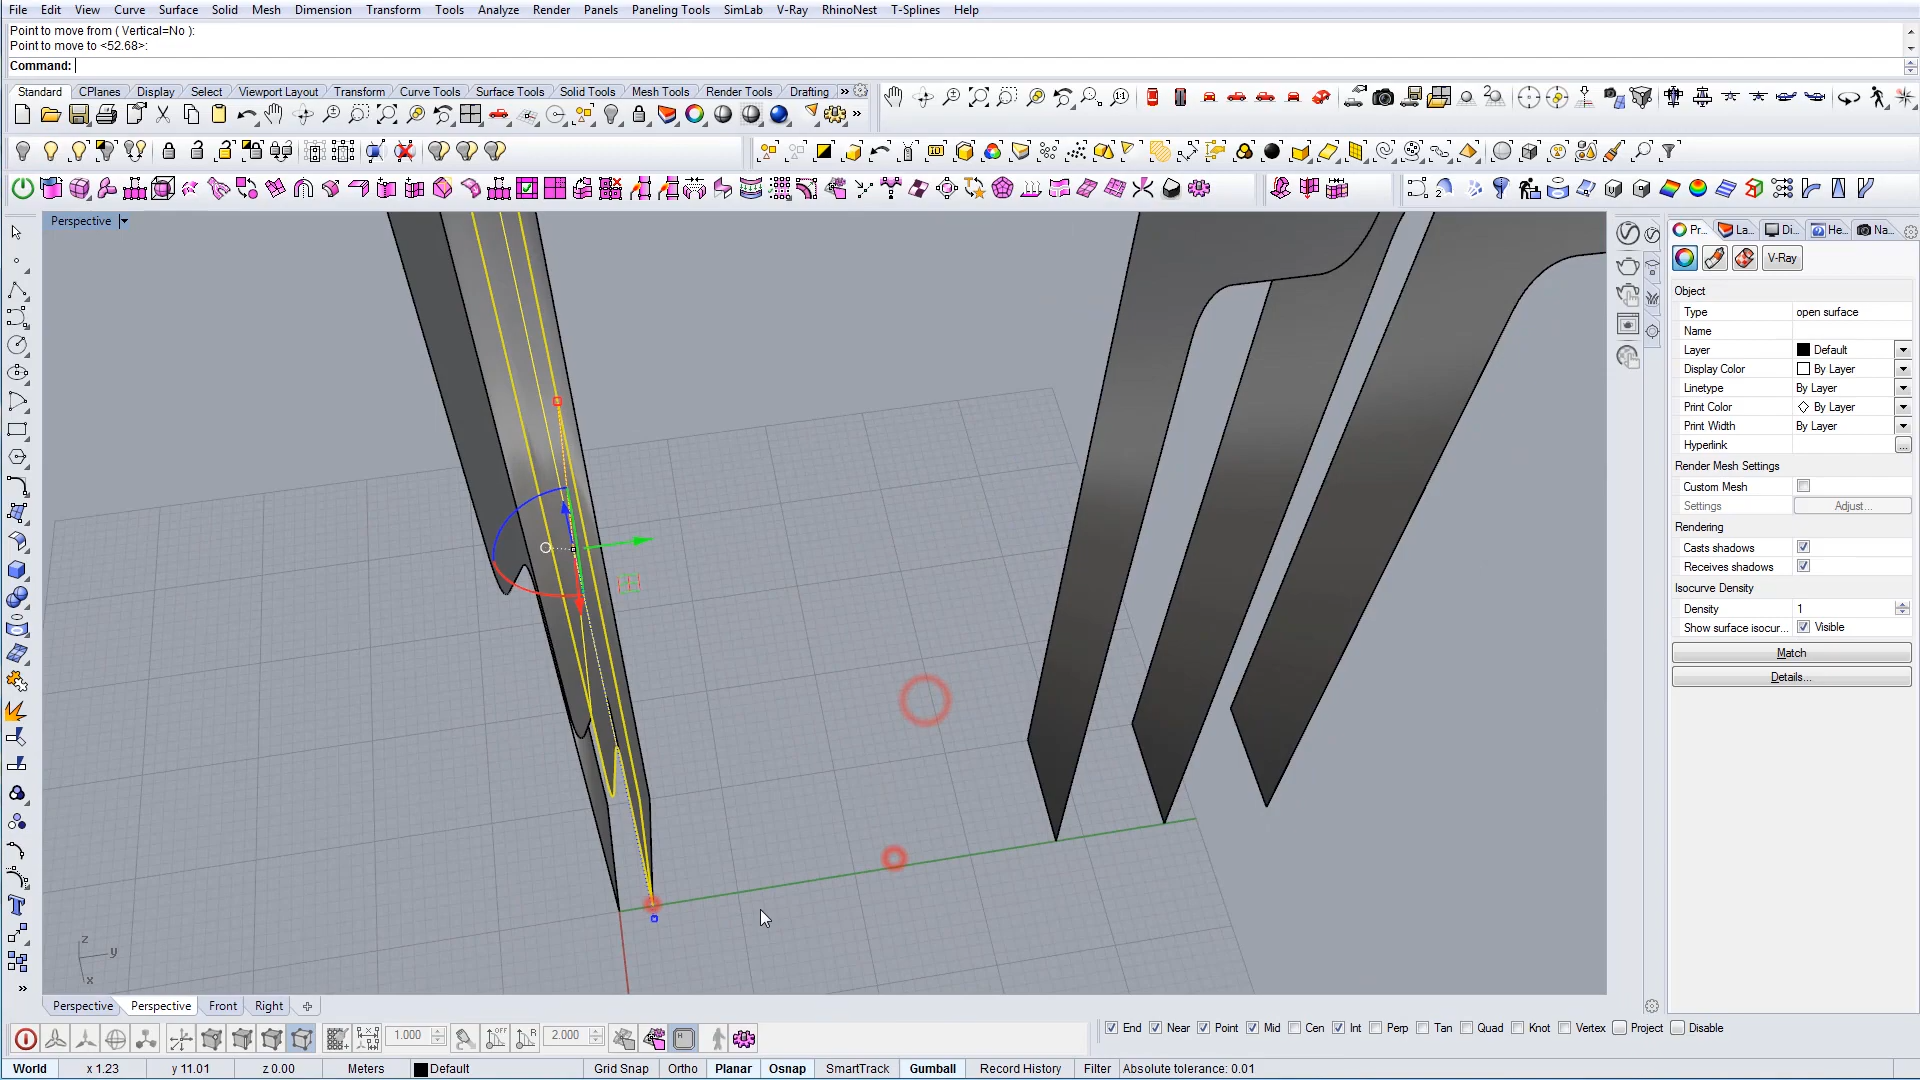 File Edit View Curve Surface Solid Mesh Dimension Transform Tools Analyze Render Panels Paneling Tools SimLab V-Ray RhinoNest T-Splines Help
Point to move from ( Vertical=No ):
Point to move to <52.68>:
Command:
Standard CPlanes Display Select Viewport Layout Transform Curve Tools Surface Tools Solid Tools Mesh Tools Render Tools Drafting »
Perspective
Pr... La... Di... He... Na...
V-Ray
Object
Type open surface
Name
Layer Default
Display Color By Layer
Linetype By Layer
Print Color By Layer
Print Width By Layer
Hyperlink ...
Render Mesh Settings
Custom Mesh
Settings Adjust...
Rendering
Casts shadows
Receives shadows
Isocurve Density
Density 1
Show surface isocur... Visible
Match
Details...
z
y
x
Perspective Perspective Front Right
1.000 2.000
End Near Point Mid Cen Int Perp Tan Quad Knot Vertex Project Disable
World x 1.23 y 11.01 z 0.00 Meters Default Grid Snap Ortho Planar Osnap SmartTrack Gumball Record History Filter Absolute tolerance: 0.01